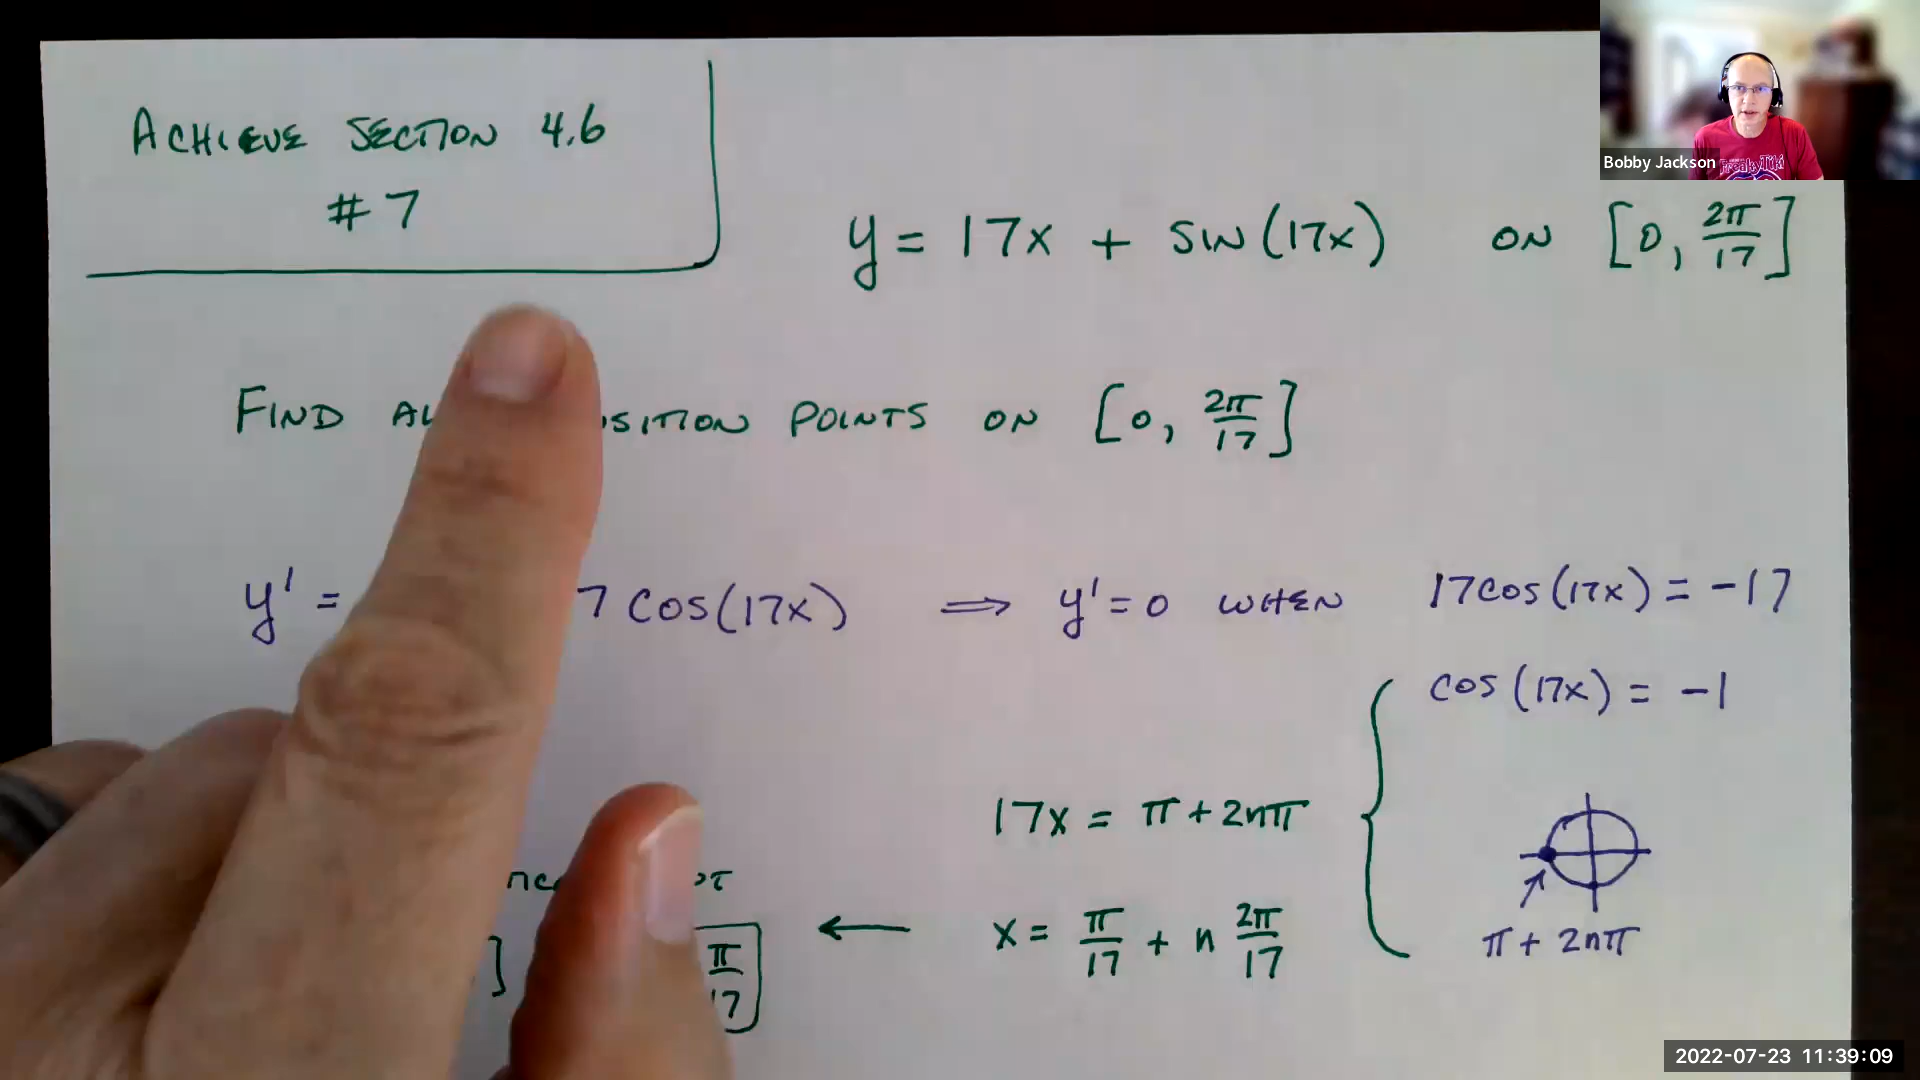 ACHIEVE SECTION 4.6
#7
y = 17x + SIN(17x) ON [0, 2π/17]
FIND ON [0, 2π/17]
POINTS
y' = 7 COS(17x) ⇒ y' = 0 WHEN 17COS(17x) = -17
COS(17x) = -1
17x = π + 2nπ
x = π/17 + n 2π/17
←
]
π/17
π + 2nπ
Bobby Jackson
FreakyTiki
2022-07-23 11:39:09